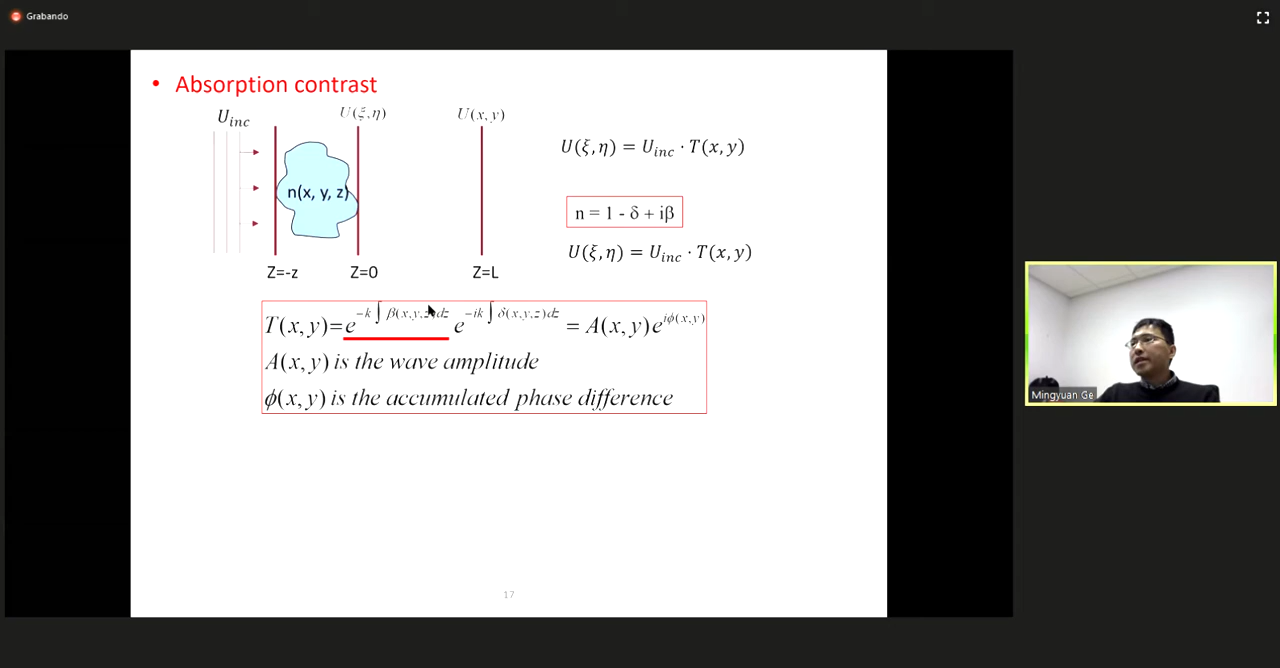 Grabando
• Absorption contrast
U_inc
U(ξ,η)
U(x,y)
n(x, y, z)
Z=-z
Z=0
Z=L
U(ξ,η) = U_inc · T(x,y)
n = 1 - δ + iβ
U(ξ,η) = U_inc · T(x,y)
T(x,y)=e^{-k∫β(x,y,z)dz} e^{-ik∫δ(x,y,z)dz} = A(x,y)e^{iϕ(x,y)}
A(x,y) is the wave amplitude
ϕ(x,y) is the accumulated phase difference
17
Mingyuan Ge